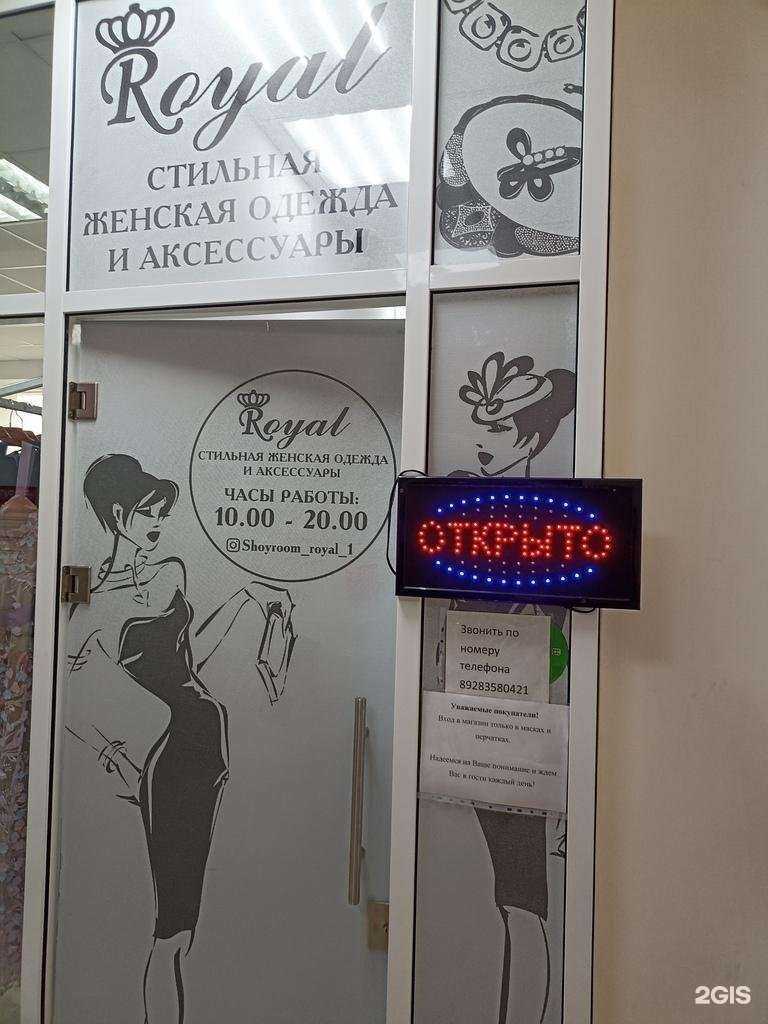 Royal
СТИЛЬНАЯ
ЖЕНСКАЯ ОДЕЖДА
И АКСЕССУАРЫ
Royal
СТИЛЬНАЯ ЖЕНСКАЯ ОДЕЖДА
И АКСЕССУАРЫ
ЧАСЫ РАБОТЫ:
10.00 - 20.00
Shoyroom_royal_1
ОТКРЫТО
Звонить по
номеру
телефона
89283580421
Уважаемые покупатели!
Вход в магазин только в масках и
перчатках.
Надеемся на Ваше понимание и ждем
Вас в гости каждый день!
2GIS